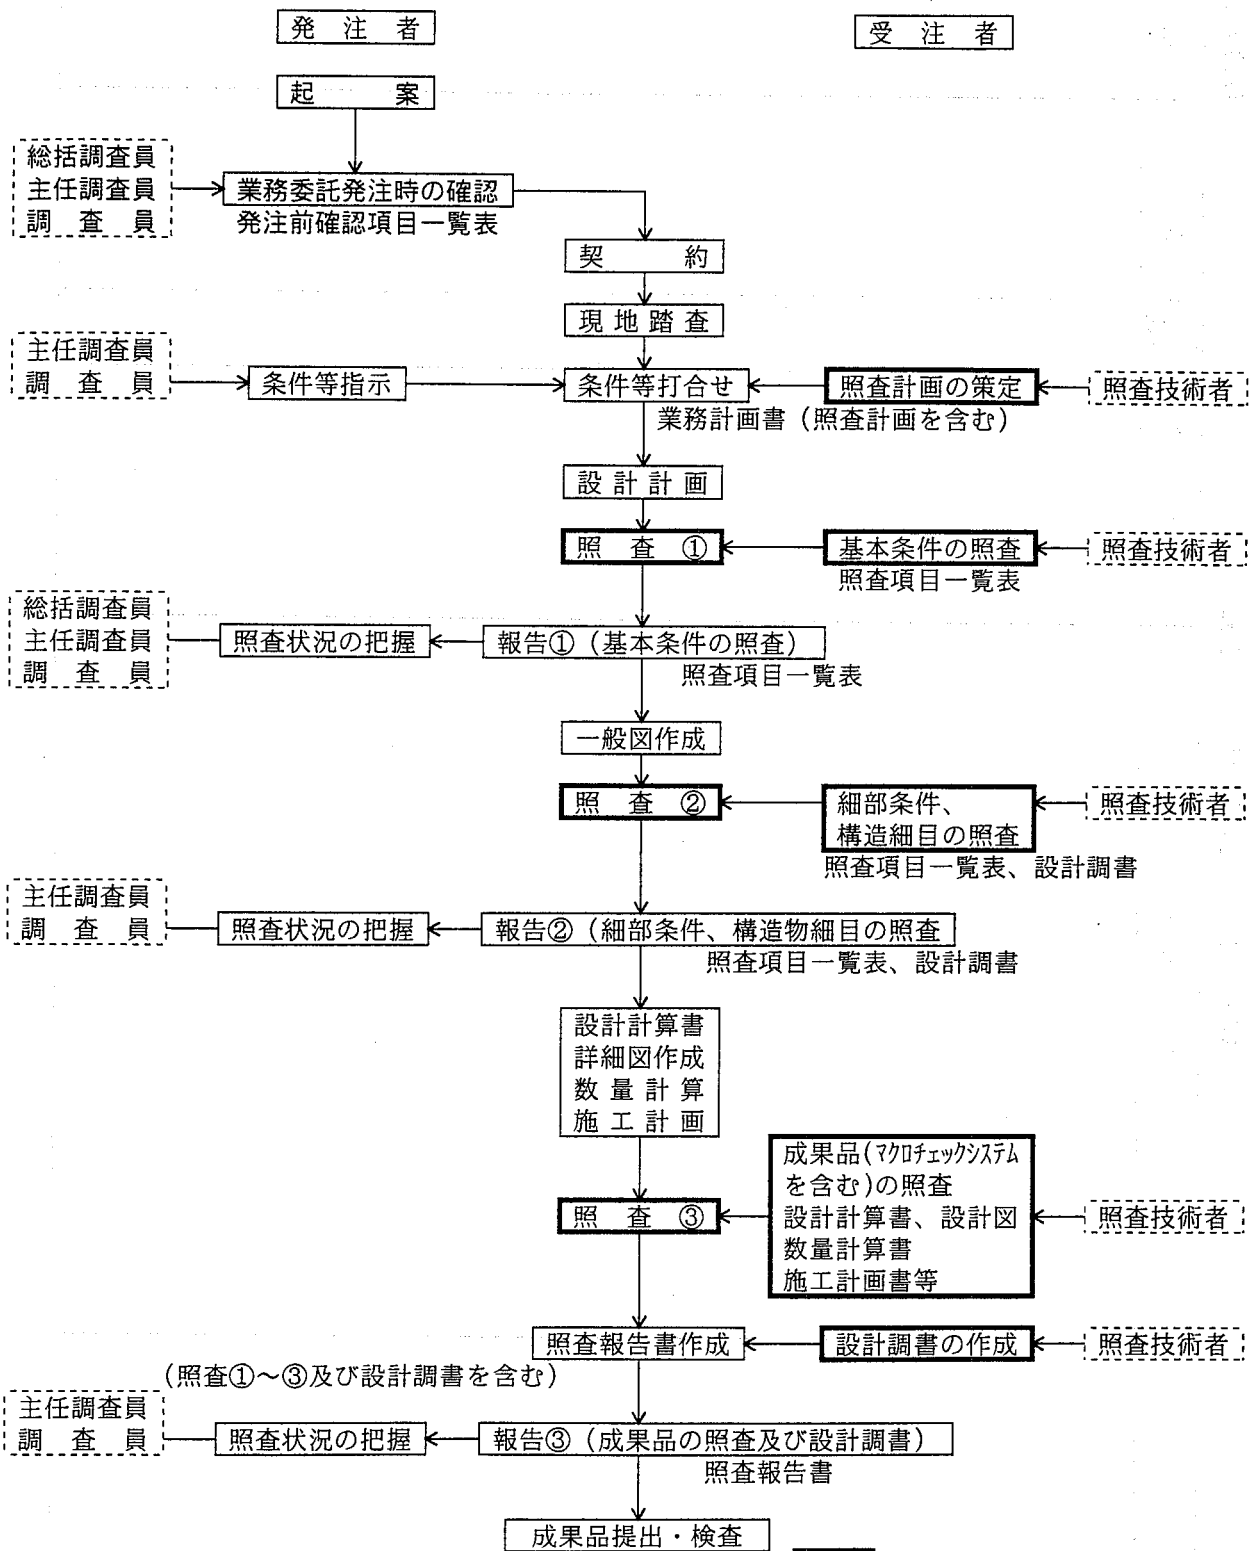 発 注 者
受 注 者
起 案
総括調査員
主任調査員
調 査 員
業務委託発注時の確認
発注前確認項目一覧表
契 約
現地踏査
主任調査員
調 査 員
条件等指示
条件等打合せ
照査計画の策定
照査技術者
業務計画書（照査計画を含む）
設計計画
照 査 ①
基本条件の照査
照査技術者
照査項目一覧表
総括調査員
主任調査員
調 査 員
照査状況の把握
報告①（基本条件の照査）
照査項目一覧表
一般図作成
照 査 ②
細部条件、
構造細目の照査
照査技術者
照査項目一覧表、設計調書
主任調査員
調 査 員
照査状況の把握
報告②（細部条件、構造物細目の照査
照査項目一覧表、設計調書
設計計算書
詳細図作成
数量計算
施工計画
照 査 ③
成果品(マクロチェックシステム
を含む)の照査
設計計算書、設計図
数量計算書
施工計画書等
照査技術者
照査報告書作成
設計調書の作成
照査技術者
（照査①～③及び設計調書を含む）
主任調査員
調 査 員
照査状況の把握
報告③（成果品の照査及び設計調書）
照査報告書
成果品提出・検査